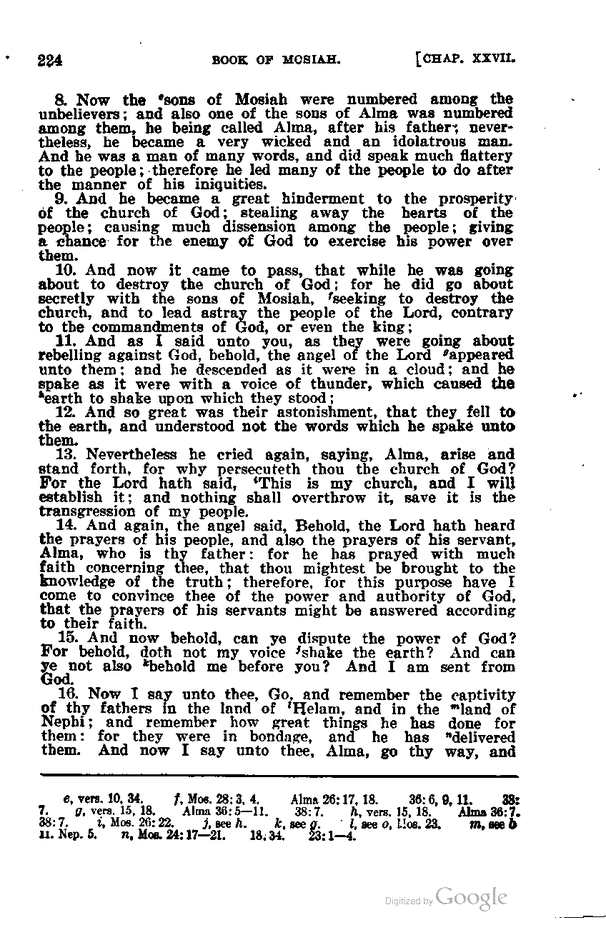 224 BOOK OF MOSIAH. [CHAP. XXVII.
8. Now the ᵉsons of Mosiah were numbered among the
unbelievers; and also one of the sons of Alma was numbered
among them, he being called Alma, after his father; never-
theless, he became a very wicked and an idolatrous man.
And he was a man of many words, and did speak much flattery
to the people; therefore he led many of the people to do after
the manner of his iniquities.
9. And he became a great hinderment to the prosperity
of the church of God; stealing away the hearts of the
people; causing much dissension among the people; giving
a chance for the enemy of God to exercise his power over
them.
10. And now it came to pass, that while he was going
about to destroy the church of God; for he did go about
secretly with the sons of Mosiah, ᶠseeking to destroy the
church, and to lead astray the people of the Lord, contrary
to the commandments of God, or even the king;
11. And as I said unto you, as they were going about
rebelling against God, behold, the angel of the Lord ᵍappeared
unto them; and he descended as it were in a cloud; and he
spake as it were with a voice of thunder, which caused the
ʰearth to shake upon which they stood;
12. And so great was their astonishment, that they fell to
the earth, and understood not the words which he spake unto
them.
13. Nevertheless he cried again, saying, Alma, arise and
stand forth, for why persecuteth thou the church of God?
For the Lord hath said, ⁱThis is my church, and I will
establish it; and nothing shall overthrow it, save it is the
transgression of my people.
14. And again, the angel said, Behold, the Lord hath heard
the prayers of his people, and also the prayers of his servant,
Alma, who is thy father: for he has prayed with much
faith concerning thee, that thou mightest be brought to the
knowledge of the truth; therefore, for this purpose have I
come to convince thee of the power and authority of God,
that the prayers of his servants might be answered according
to their faith.
15. And now behold, can ye dispute the power of God?
For behold, doth not my voice ʲshake the earth? And can
ye not also ᵏbehold me before you? And I am sent from
God.
16. Now I say unto thee, Go, and remember the captivity
of thy fathers in the land of ˡHelam, and in the ᵐland of
Nephi; and remember how great things he has done for
them: for they were in bondage, and he has ⁿdelivered
them. And now I say unto thee, Alma, go thy way, and
e, vers. 10, 34. f, Mos. 28:3, 4. Alma 26:17, 18. 36:6, 9, 11. 38:
7. g, vers. 15, 18. Alma 36:5—11. 38:7. h, vers. 15, 18. Alma 36:7.
38:7. i, Mos. 26:22. j, see h. k, see g. l, see o, Mos. 23. m, see b
II. Nep. 5. n, Mos. 24:17—21. 18, 34. 23:1—4.
Digitized by Google